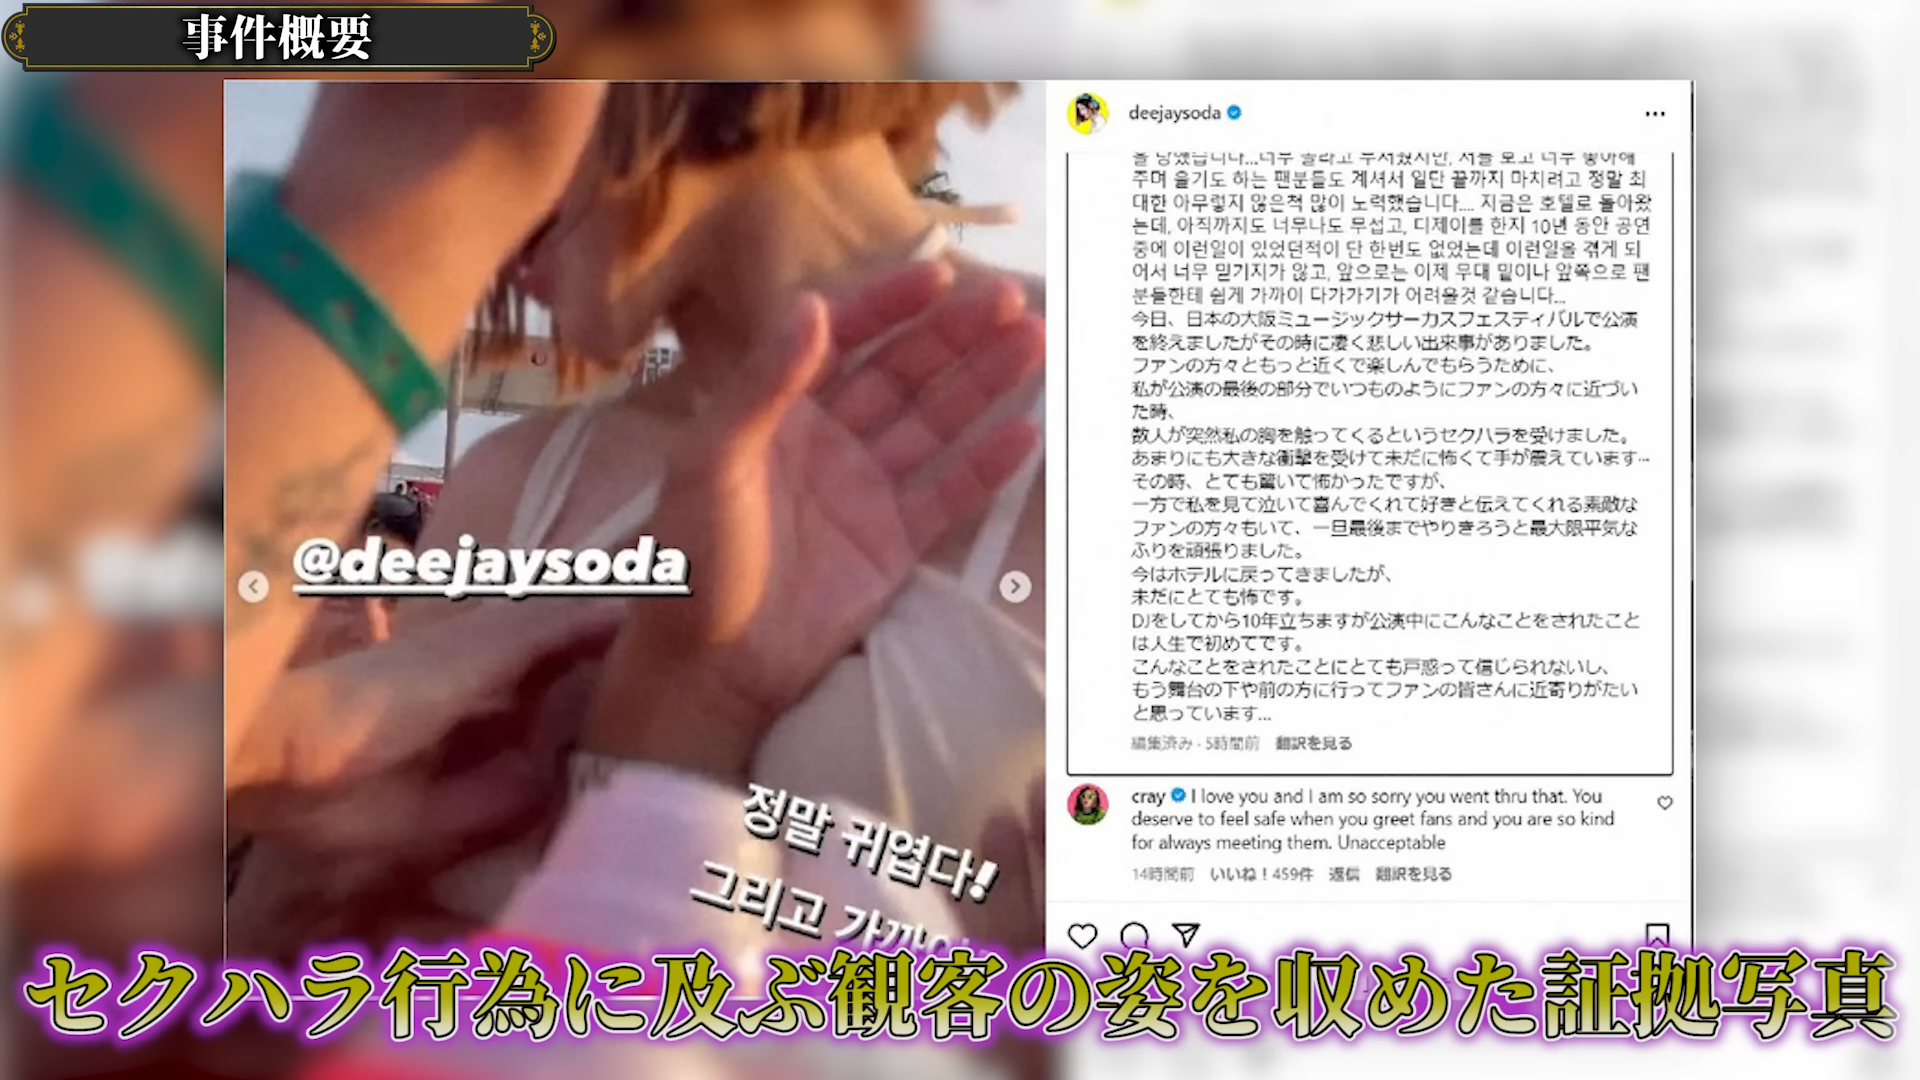 事件概要
deejaysoda
주며 울기도 하는 팬분들도 계셔서 일단 끝까지 마치려고 정말 최
대한 아무렇지 않은척 많이 노력했습니다.... 지금은 호텔로 돌아왔
는데, 아직까지도 너무나도 무섭고, 디제이를 한지 10년 동안 공연
중에 이런일이 있었던적이 단 한번도 없었는데 이런일을 겪게 되
어서 너무 믿기지가 않고, 앞으로는 이제 무대 밑이나 앞쪽으로 팬
분들한테 쉽게 가까이 다가가기가 어려울것 같습니다...
今日、日本の大阪ミュージックサーカスフェスティバルで公演
を終えましたがその時に凄く悲しい出来事がありました。
ファンの方々ともっと近くで楽しんでもらうために、
私が公演の最後の部分でいつものようにファンの方々に近づい
た時、
数人が突然私の胸を触ってくるというセクハラを受けました。
あまりにも大きな衝撃を受けて未だに怖くて手が震えています…
その時、とても驚いて怖かったですが、
一方で私を見て泣いて喜んでくれて好きと伝えてくれる素敵な
ファンの方々もいて、一旦最後までやりきろうと最大限平気な
ふりを頑張りました。
今はホテルに戻ってきましたが、
未だにとても怖です。
DJをしてから10年立ちますが公演中にこんなことをされたこと
は人生で初めてです。
こんなことをされたことにとても戸惑って信じられないし、
もう舞台の下や前の方に行ってファンの皆さんに近寄りがたい
と思っています...
編集済み・5時間前 翻訳を見る
cray I love you and I am so sorry you went thru that. You
deserve to feel safe when you greet fans and you are so kind
for always meeting them. Unacceptable
14時間前 いいね！459件 返信 翻訳を見る
@deejaysoda
정말 귀엽다!
그리고
セクハラ行為に及ぶ観客の姿を収めた証拠写真